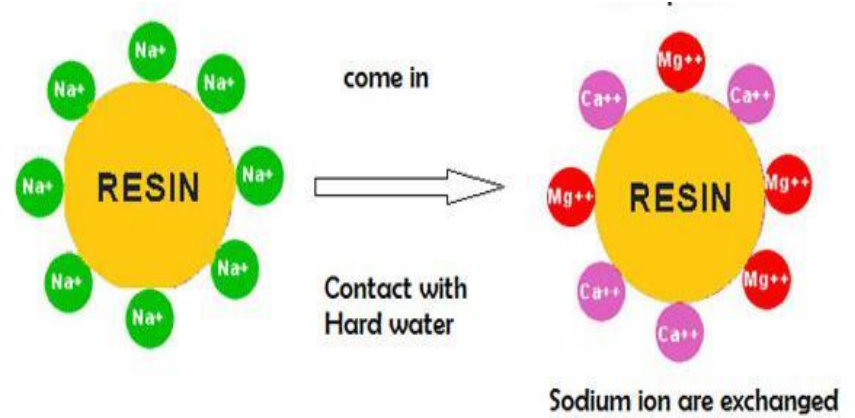 Na+
Na+
Na+
Na+
Na+
Na+
Na+
Na+
RESIN
come in
Contact with
Hard water
Mg++
Ca++
Ca++
Mg++
Mg++
RESIN
Ca++
Mg++
Ca++
Sodium ion are exchanged